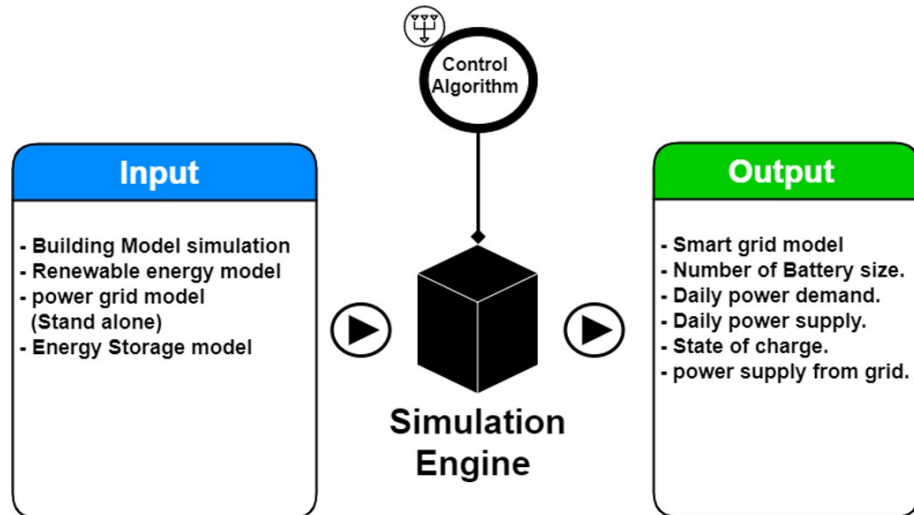 Control
Algorithm
Input
- Building Model simulation
- Renewable energy model
- power grid model
(Stand alone)
- Energy Storage model
Simulation
Engine
Output
- Smart grid model
- Number of Battery size.
- Daily power demand.
- Daily power supply.
- State of charge.
- power supply from grid.